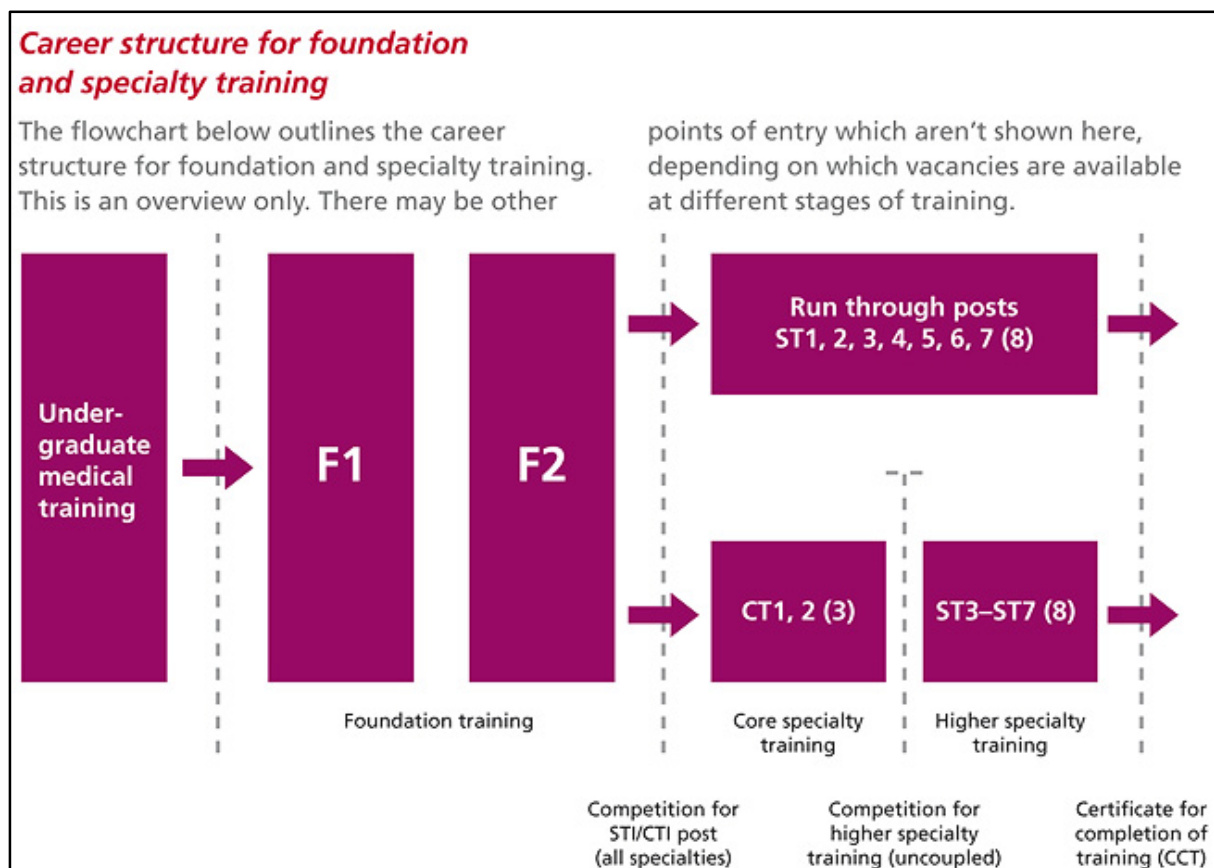 Career structure for foundation
and specialty training
The flowchart below outlines the career
structure for foundation and specialty training.
This is an overview only. There may be other
points of entry which aren't shown here,
depending on which vacancies are available
at different stages of training.
Under-
graduate
medical
training
F1
F2
Run through posts
ST1, 2, 3, 4, 5, 6, 7 (8)
CT1, 2 (3)
ST3–ST7 (8)
Foundation training
Core specialty
training
Higher specialty
training
Competition for
STI/CTI post
(all specialties)
Competition for
higher specialty
training (uncoupled)
Certificate for
completion of
training (CCT)